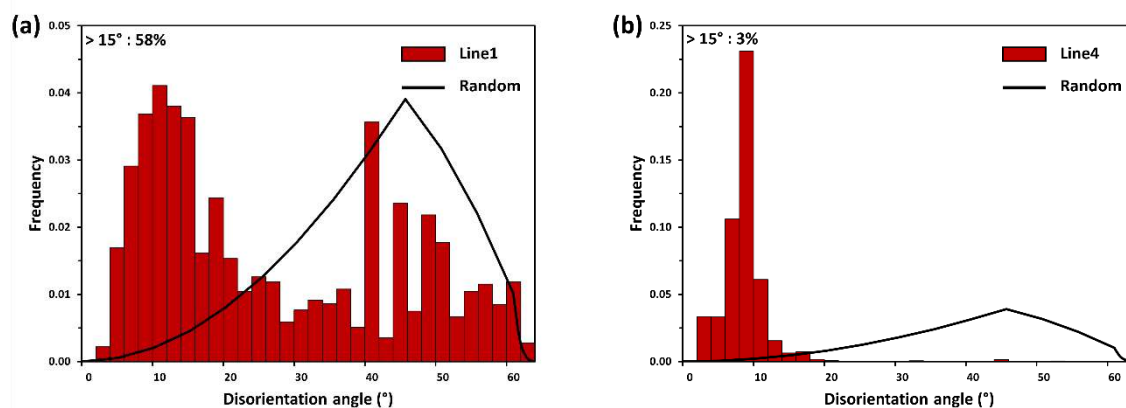 (a)
> 15° : 58%
Line1
Random
Frequency
0.05
0.04
0.03
0.02
0.01
0.00
0 10 20 30 40 50 60
Disorientation angle (°)
(b)
> 15° : 3%
Line4
Random
Frequency
0.25
0.20
0.15
0.10
0.05
0.00
0 10 20 30 40 50 60
Disorientation angle (°)